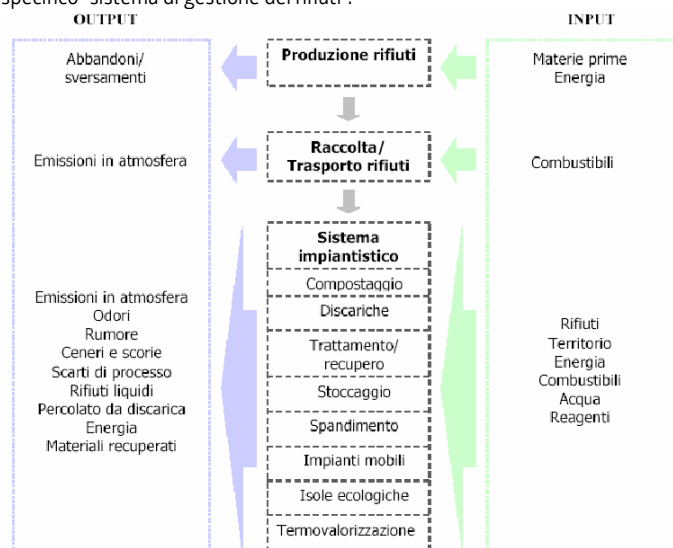 specifico "sistema di gestione dei rifiuti".
OUTPUT
INPUT
Abbandoni/
sversamenti
Produzione rifiuti
Materie prime
Energia
Emissioni in atmosfera
Raccolta/
Trasporto rifiuti
Combustibili
Sistema
impiantistico
Compostaggio
Discariche
Trattamento/
recupero
Stoccaggio
Spandimento
Impianti mobili
Isole ecologiche
Termovalorizzazione
Emissioni in atmosfera
Odori
Rumore
Ceneri e scorie
Scarti di processo
Rifiuti liquidi
Percolato da discarica
Energia
Materiali recuperati
Rifiuti
Territorio
Energia
Combustibili
Acqua
Reagenti